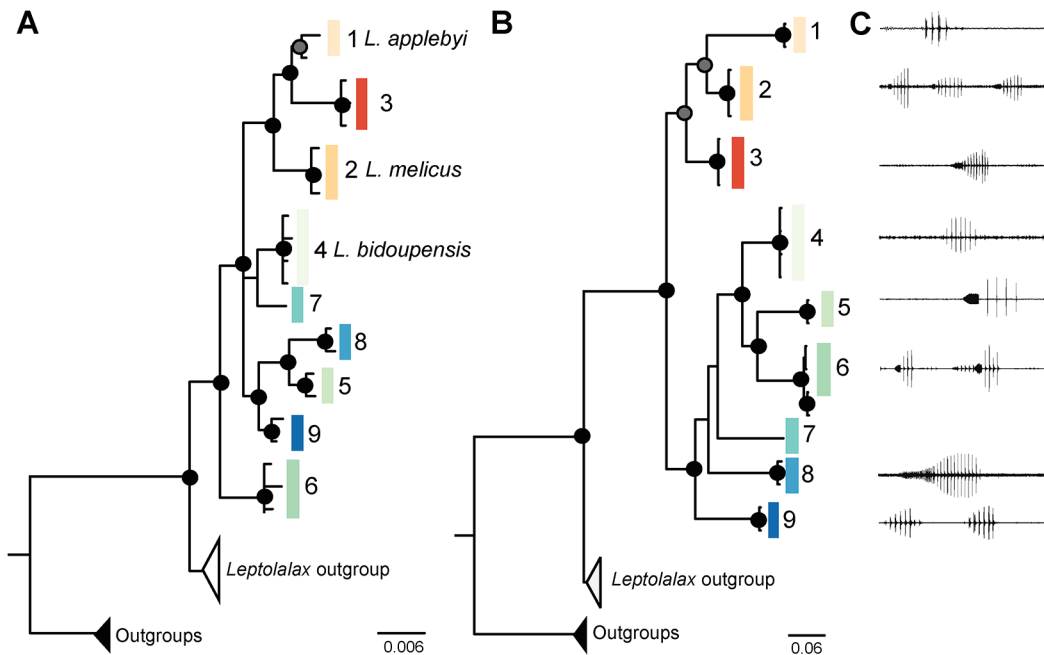 A
1 L. applebyi
3
2 L. melicus
4 L. bidoupensis
7
8
5
9
6
Leptolalax outgroup
Outgroups
0.006
B
1
2
3
4
5
6
7
8
9
Leptolalax outgroup
Outgroups
0.06
C